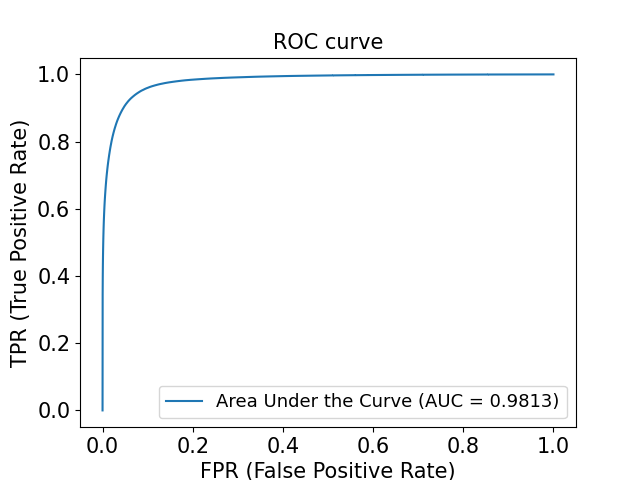 ROC curve
TPR (True Positive Rate)
1.0
0.8
0.6
0.4
0.2
0.0
Area Under the Curve (AUC = 0.9813)
0.0 0.2 0.4 0.6 0.8 1.0
FPR (False Positive Rate)